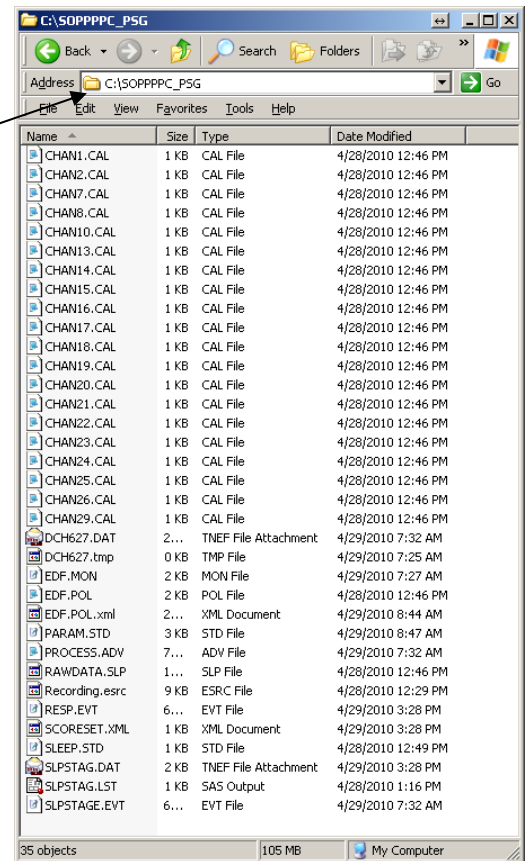 C:\SOPPPPC_PSG
Back Search Folders »
Address C:\SOPPPPC_PSG Go
File Edit View Favorites Tools Help
Name Size Type Date Modified
CHAN1.CAL 1 KB CAL File 4/28/2010 12:46 PM
CHAN2.CAL 1 KB CAL File 4/28/2010 12:46 PM
CHAN7.CAL 1 KB CAL File 4/28/2010 12:46 PM
CHAN8.CAL 1 KB CAL File 4/28/2010 12:46 PM
CHAN10.CAL 1 KB CAL File 4/28/2010 12:46 PM
CHAN13.CAL 1 KB CAL File 4/28/2010 12:46 PM
CHAN14.CAL 1 KB CAL File 4/28/2010 12:46 PM
CHAN15.CAL 1 KB CAL File 4/28/2010 12:46 PM
CHAN16.CAL 1 KB CAL File 4/28/2010 12:46 PM
CHAN17.CAL 1 KB CAL File 4/28/2010 12:46 PM
CHAN18.CAL 1 KB CAL File 4/28/2010 12:46 PM
CHAN19.CAL 1 KB CAL File 4/28/2010 12:46 PM
CHAN20.CAL 1 KB CAL File 4/28/2010 12:46 PM
CHAN21.CAL 1 KB CAL File 4/28/2010 12:46 PM
CHAN22.CAL 1 KB CAL File 4/28/2010 12:46 PM
CHAN23.CAL 1 KB CAL File 4/28/2010 12:46 PM
CHAN24.CAL 1 KB CAL File 4/28/2010 12:46 PM
CHAN25.CAL 1 KB CAL File 4/28/2010 12:46 PM
CHAN26.CAL 1 KB CAL File 4/28/2010 12:46 PM
CHAN29.CAL 1 KB CAL File 4/28/2010 12:46 PM
DCH627.DAT 2... TNEF File Attachment 4/29/2010 7:32 AM
DCH627.tmp 0 KB TMP File 4/29/2010 7:25 AM
EDF.MON 2 KB MON File 4/29/2010 7:27 AM
EDF.POL 2 KB POL File 4/28/2010 12:46 PM
EDF.POL.xml 2... XML Document 4/29/2010 8:44 AM
PARAM.STD 3 KB STD File 4/29/2010 8:47 AM
PROCESS.ADV 7... ADV File 4/29/2010 7:32 AM
RAWDATA.SLP 1... SLP File 4/28/2010 12:46 PM
Recording.esrc 9 KB ESRC File 4/28/2010 12:29 PM
RESP.EVT 6... EVT File 4/29/2010 3:28 PM
SCORESET.XML 1 KB XML Document 4/29/2010 3:28 PM
SLEEP.STD 1 KB STD File 4/28/2010 12:49 PM
SLPSTAG.DAT 2 KB TNEF File Attachment 4/29/2010 3:28 PM
SLPSTAG.LST 1 KB SAS Output 4/28/2010 1:16 PM
SLPSTAGE.EVT 6... EVT File 4/29/2010 7:32 AM
35 objects 105 MB My Computer